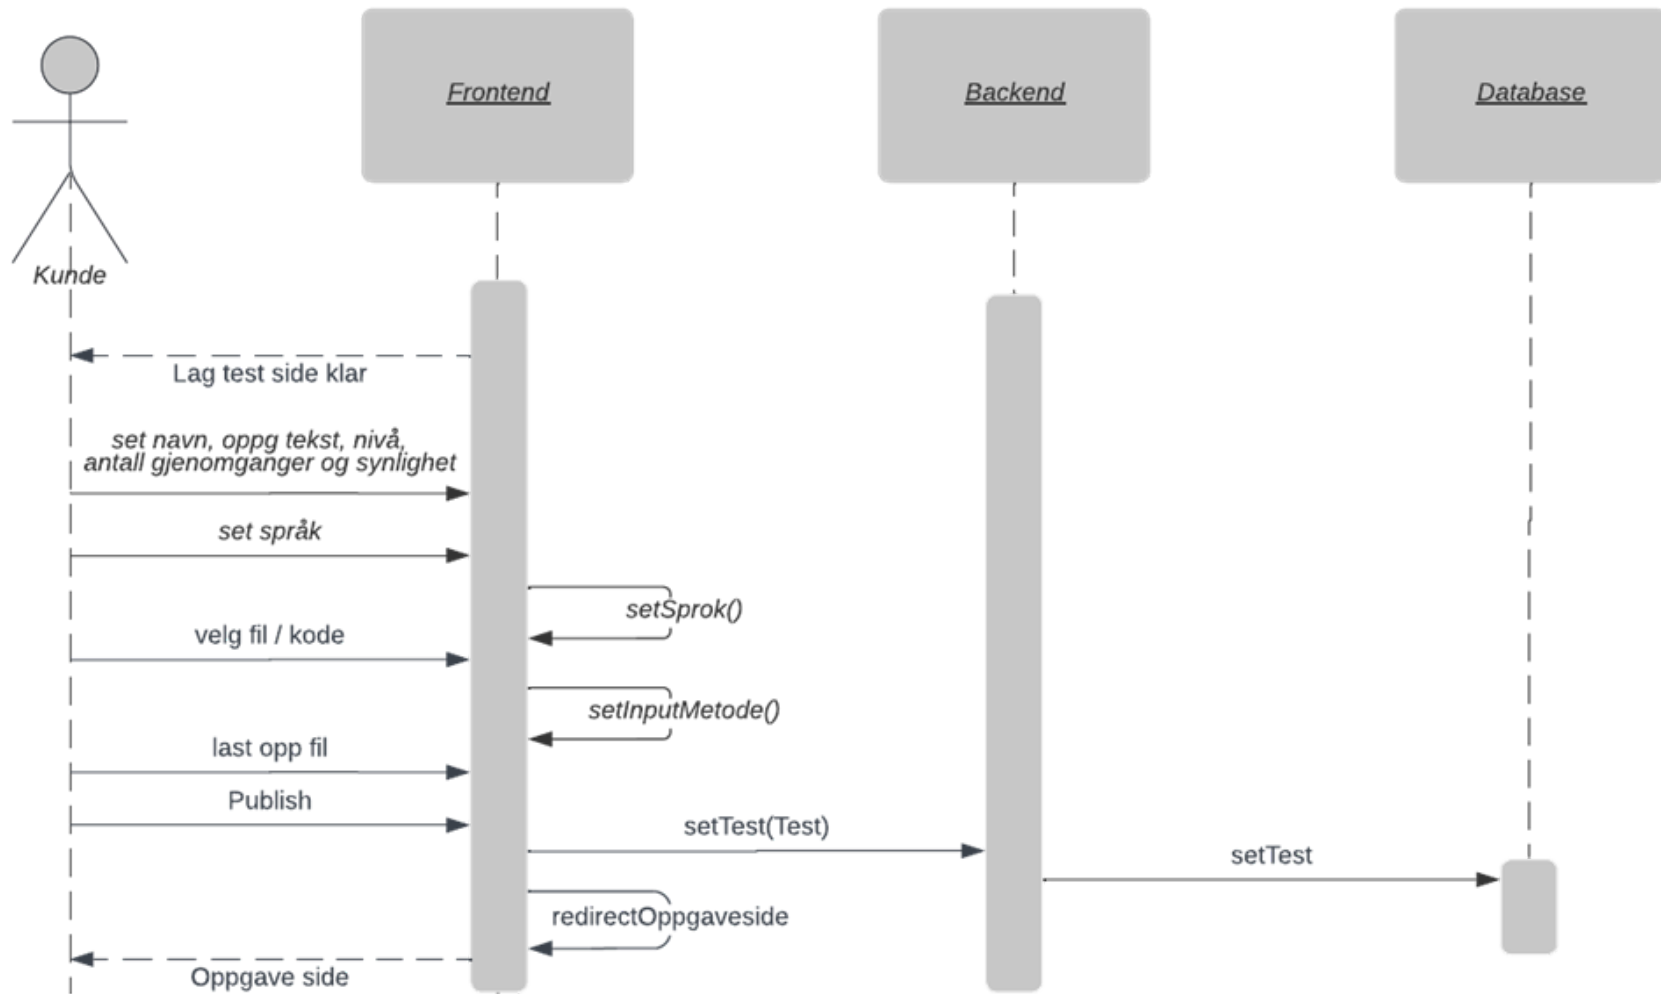 Frontend
Backend
Database
Kunde
Lag test side klar
set navn, oppg tekst, nivå,
antall gjenomganger og synlighet
set språk
setSprok()
velg fil / kode
setInputMetode()
last opp fil
Publish
setTest(Test)
setTest
redirectOppgaveside
Oppgave side